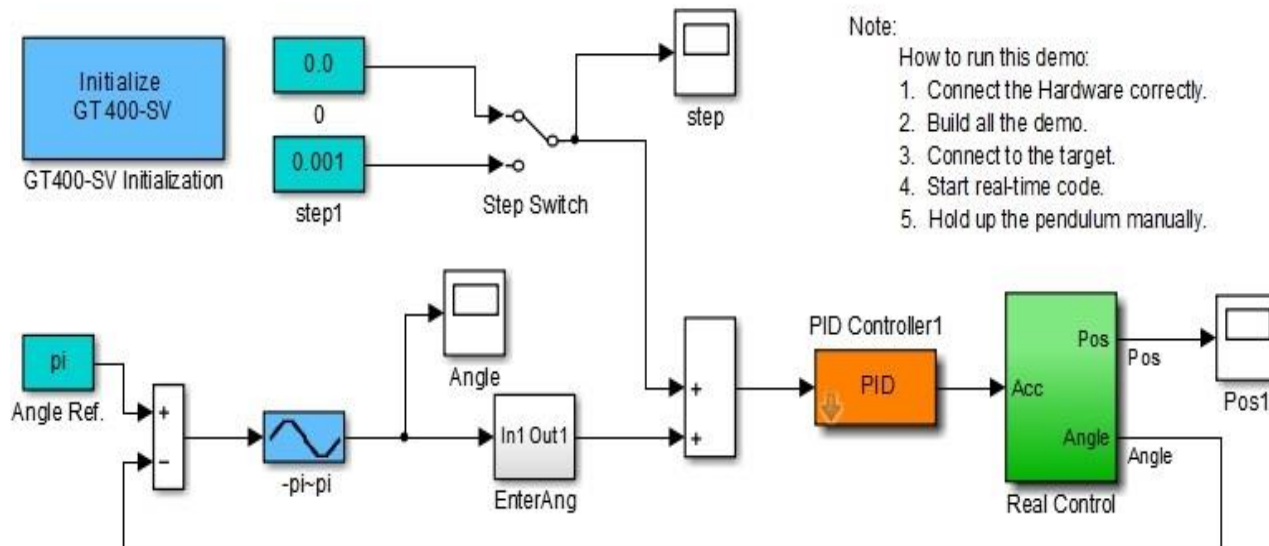 Initialize
GT400-SV
GT400-SV Initialization
0.0
0
0.001
step1
Step Switch
step
Note:
How to run this demo:
1. Connect the Hardware correctly.
2. Build all the demo.
3. Connect to the target.
4. Start real-time code.
5. Hold up the pendulum manually.
pi
Angle Ref.
+
−
-pi~pi
Angle
In1 Out1
EnterAng
+
+
PID Controller1
PID
Acc
Pos
Angle
Real Control
Pos
Angle
Pos1